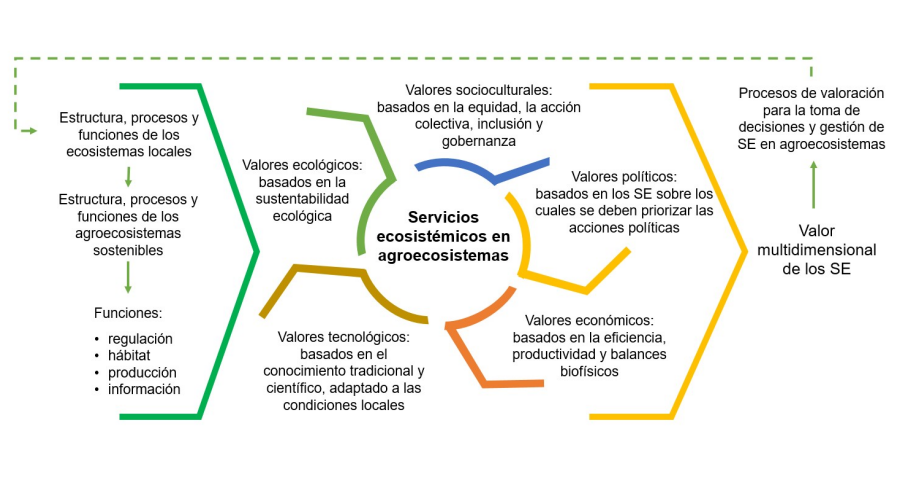 Estructura, procesos y
funciones de los
ecosistemas locales
Estructura, procesos y
funciones de los
agroecosistemas
sostenibles
Funciones:
• regulación
• hábitat
• producción
• información
Valores ecológicos:
basados en la
sustentabilidad
ecológica
Valores socioculturales:
basados en la equidad, la acción
colectiva, inclusión y
gobernanza
Servicios
ecosistémicos en
agroecosistemas
Valores políticos:
basados en los SE sobre los
cuales se deben priorizar las
acciones políticas
Valores tecnológicos:
basados en el
conocimiento tradicional y
científico, adaptado a las
condiciones locales
Valores económicos:
basados en la eficiencia,
productividad y balances
biofísicos
Procesos de valoración
para la toma de
decisiones y gestión de
SE en agroecosistemas
Valor
multidimensional
de los SE